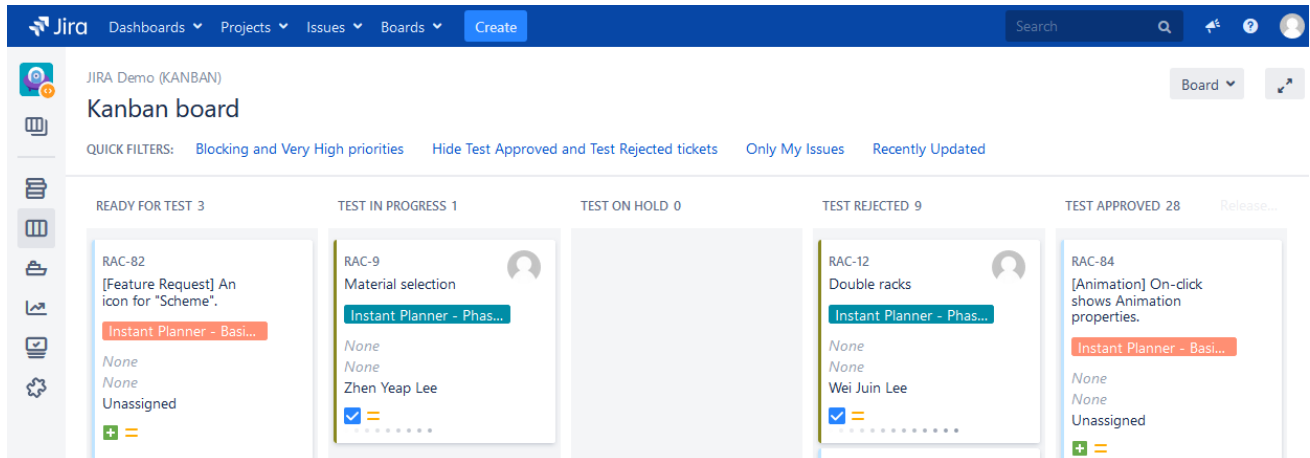 Jira Dashboards Projects Issues Boards Create Search
JIRA Demo (KANBAN)
Board
Kanban board
QUICK FILTERS: Blocking and Very High priorities Hide Test Approved and Test Rejected tickets Only My Issues Recently Updated
READY FOR TEST 3
TEST IN PROGRESS 1
TEST ON HOLD 0
TEST REJECTED 9
TEST APPROVED 28
Release...
RAC-82
[Feature Request] An
icon for "Scheme".
Instant Planner - Basi...
None
None
Unassigned
RAC-9
Material selection
Instant Planner - Phas...
None
None
Zhen Yeap Lee
RAC-12
Double racks
Instant Planner - Phas...
None
None
Wei Juin Lee
RAC-84
[Animation] On-click
shows Animation
properties.
Instant Planner - Basi...
None
None
Unassigned